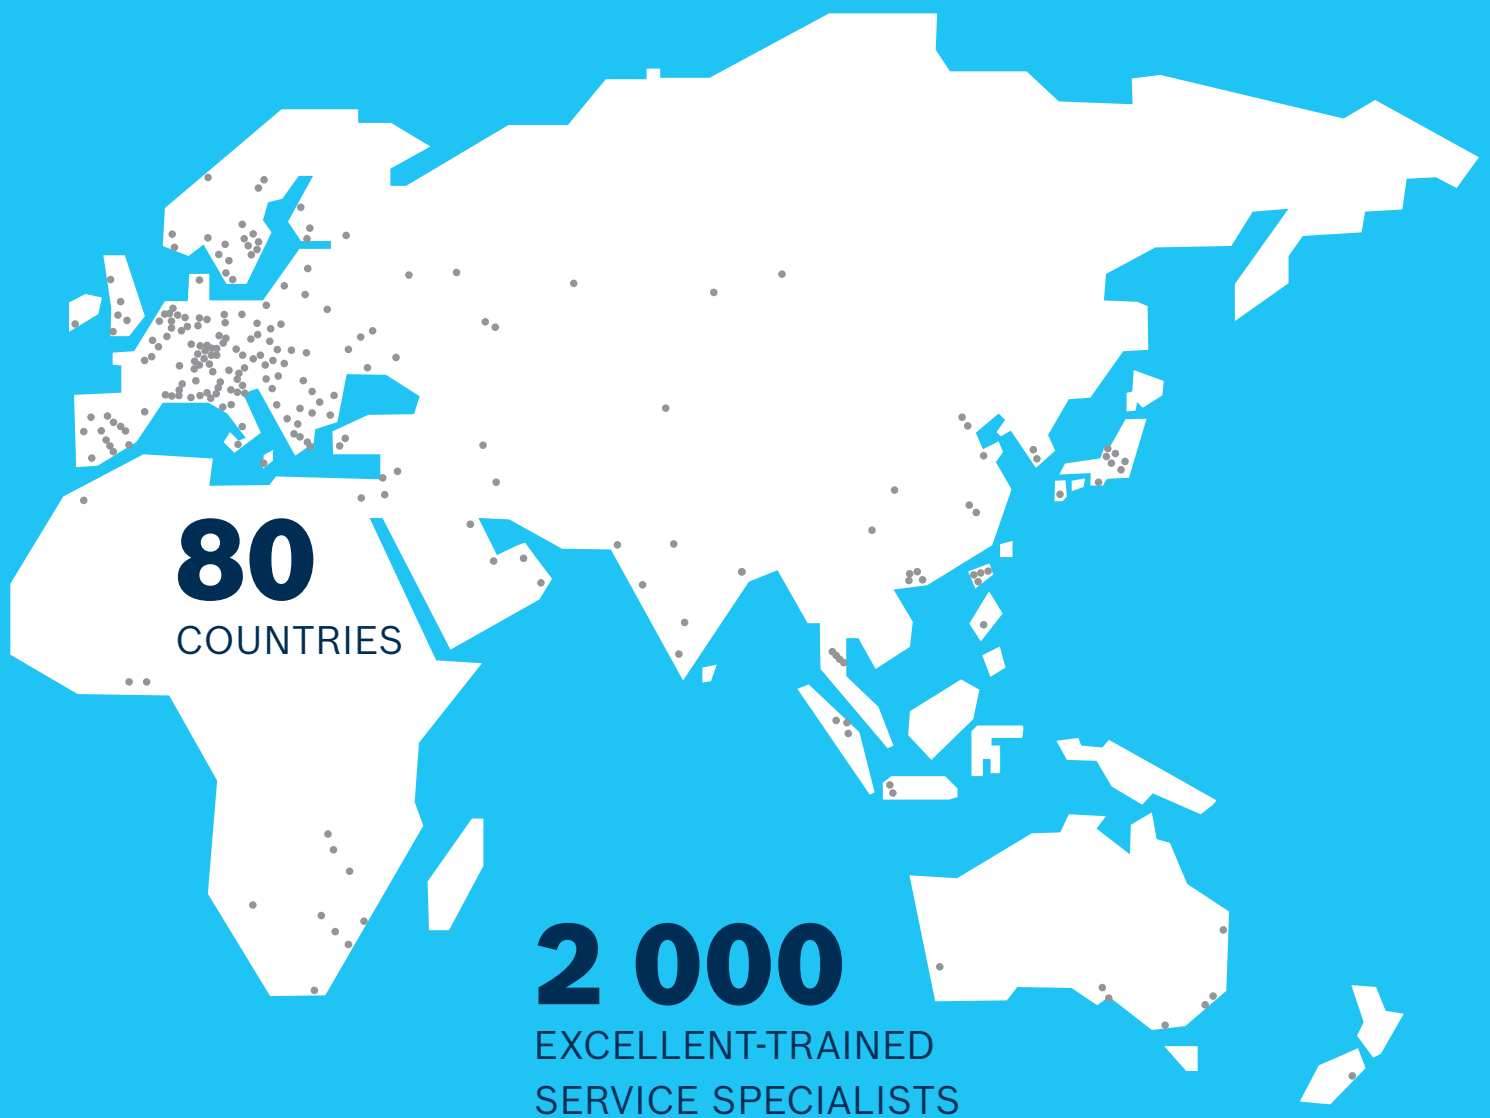 80
COUNTRIES
2 000
EXCELLENT-TRAINED
SERVICE SPECIALISTS